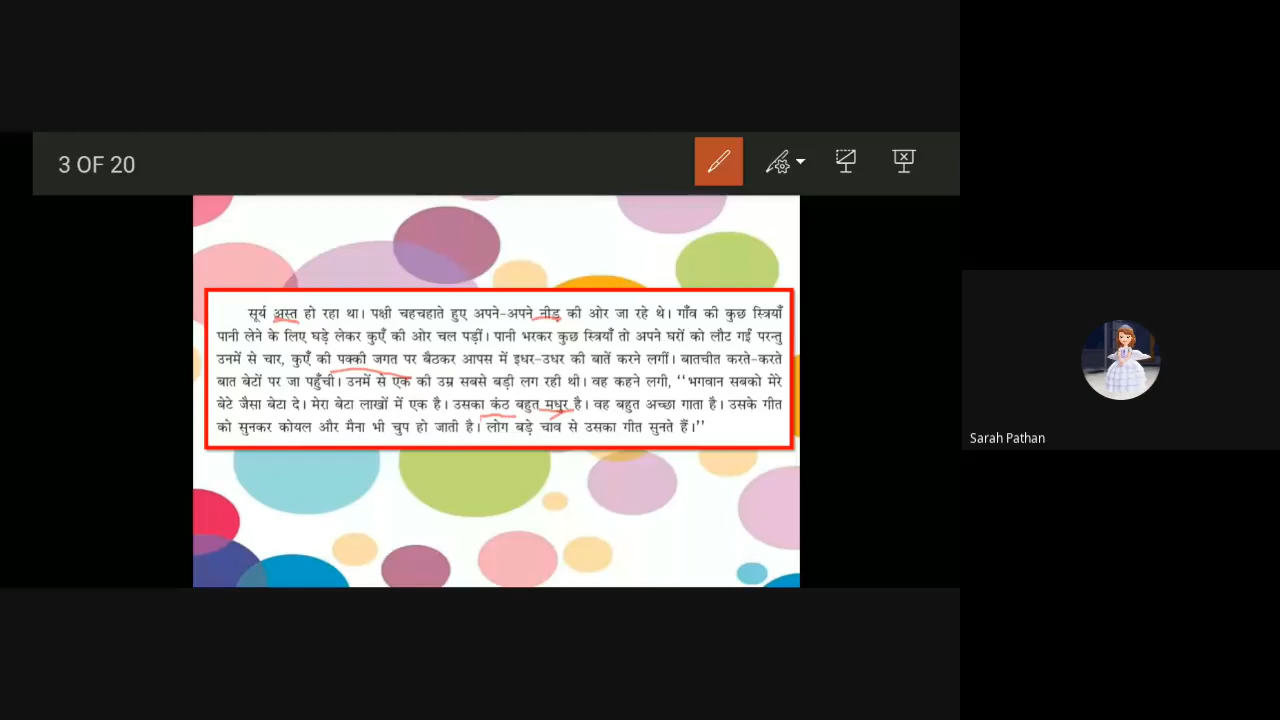 3 OF 20
सूर्य अस्त हो रहा था। पक्षी चहचहाते हुए अपने-अपने नीड़ की ओर जा रहे थे। गाँव की कुछ स्त्रियाँ
पानी लेने के लिए घड़े लेकर कुएँ की ओर चल पड़ीं। पानी भरकर कुछ स्त्रियाँ तो अपने घरों को लौट गईं परन्तु
उनमें से चार, कुएँ की पक्की जगत पर बैठकर आपस में इधर-उधर की बातें करने लगीं। बातचीत करते-करते
बात बेटों पर जा पहुँची। उनमें से एक की उम्र सबसे बड़ी लग रही थी। वह कहने लगी, ‘‘भगवान सबको मेरे
बेटे जैसा बेटा दे। मेरा बेटा लाखों में एक है। उसका कंठ बहुत मधुर है। वह बहुत अच्छा गाता है। उसके गीत
को सुनकर कोयल और मैना भी चुप हो जाती है। लोग बड़े चाव से उसका गीत सुनते हैं।’’
Sarah Pathan